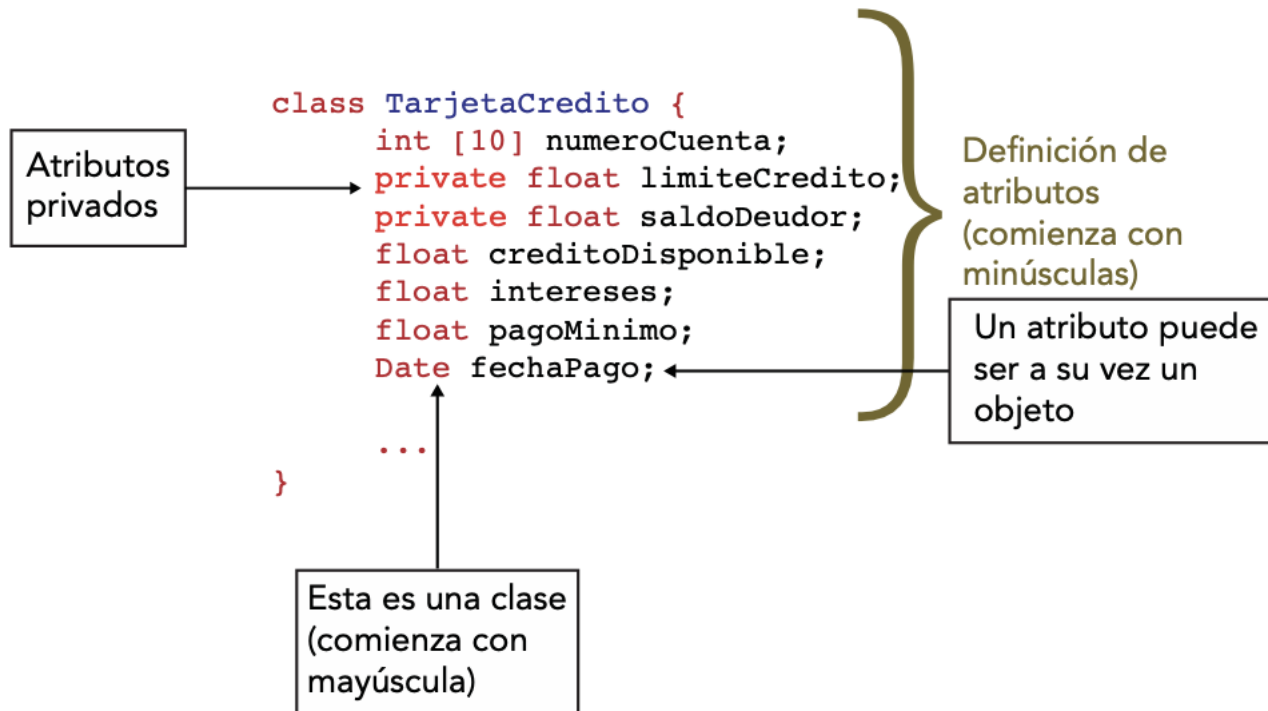 class TarjetaCredito {
int [10] numeroCuenta;
private float limiteCredito;
private float saldoDeudor;
float creditoDisponible;
float intereses;
float pagoMinimo;
Date fechaPago;
...
}
Atributos
privados
Definición de
atributos
(comienza con
minúsculas)
Un atributo puede
ser a su vez un
objeto
Esta es una clase
(comienza con
mayúscula)